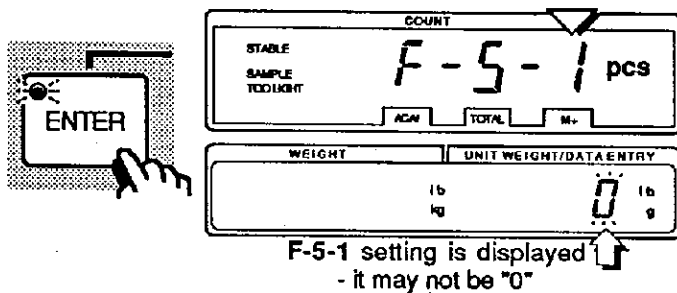 COUNT
STABLE
SAMPLE
TOO LIGHT
F - 5 - 1 pcs
ACAI TOTAL M+
ENTER
WEIGHT UNIT WEIGHT/DATA ENTRY
lb 0 lb
kg g
F-5-1 setting is displayed
- it may not be "0"